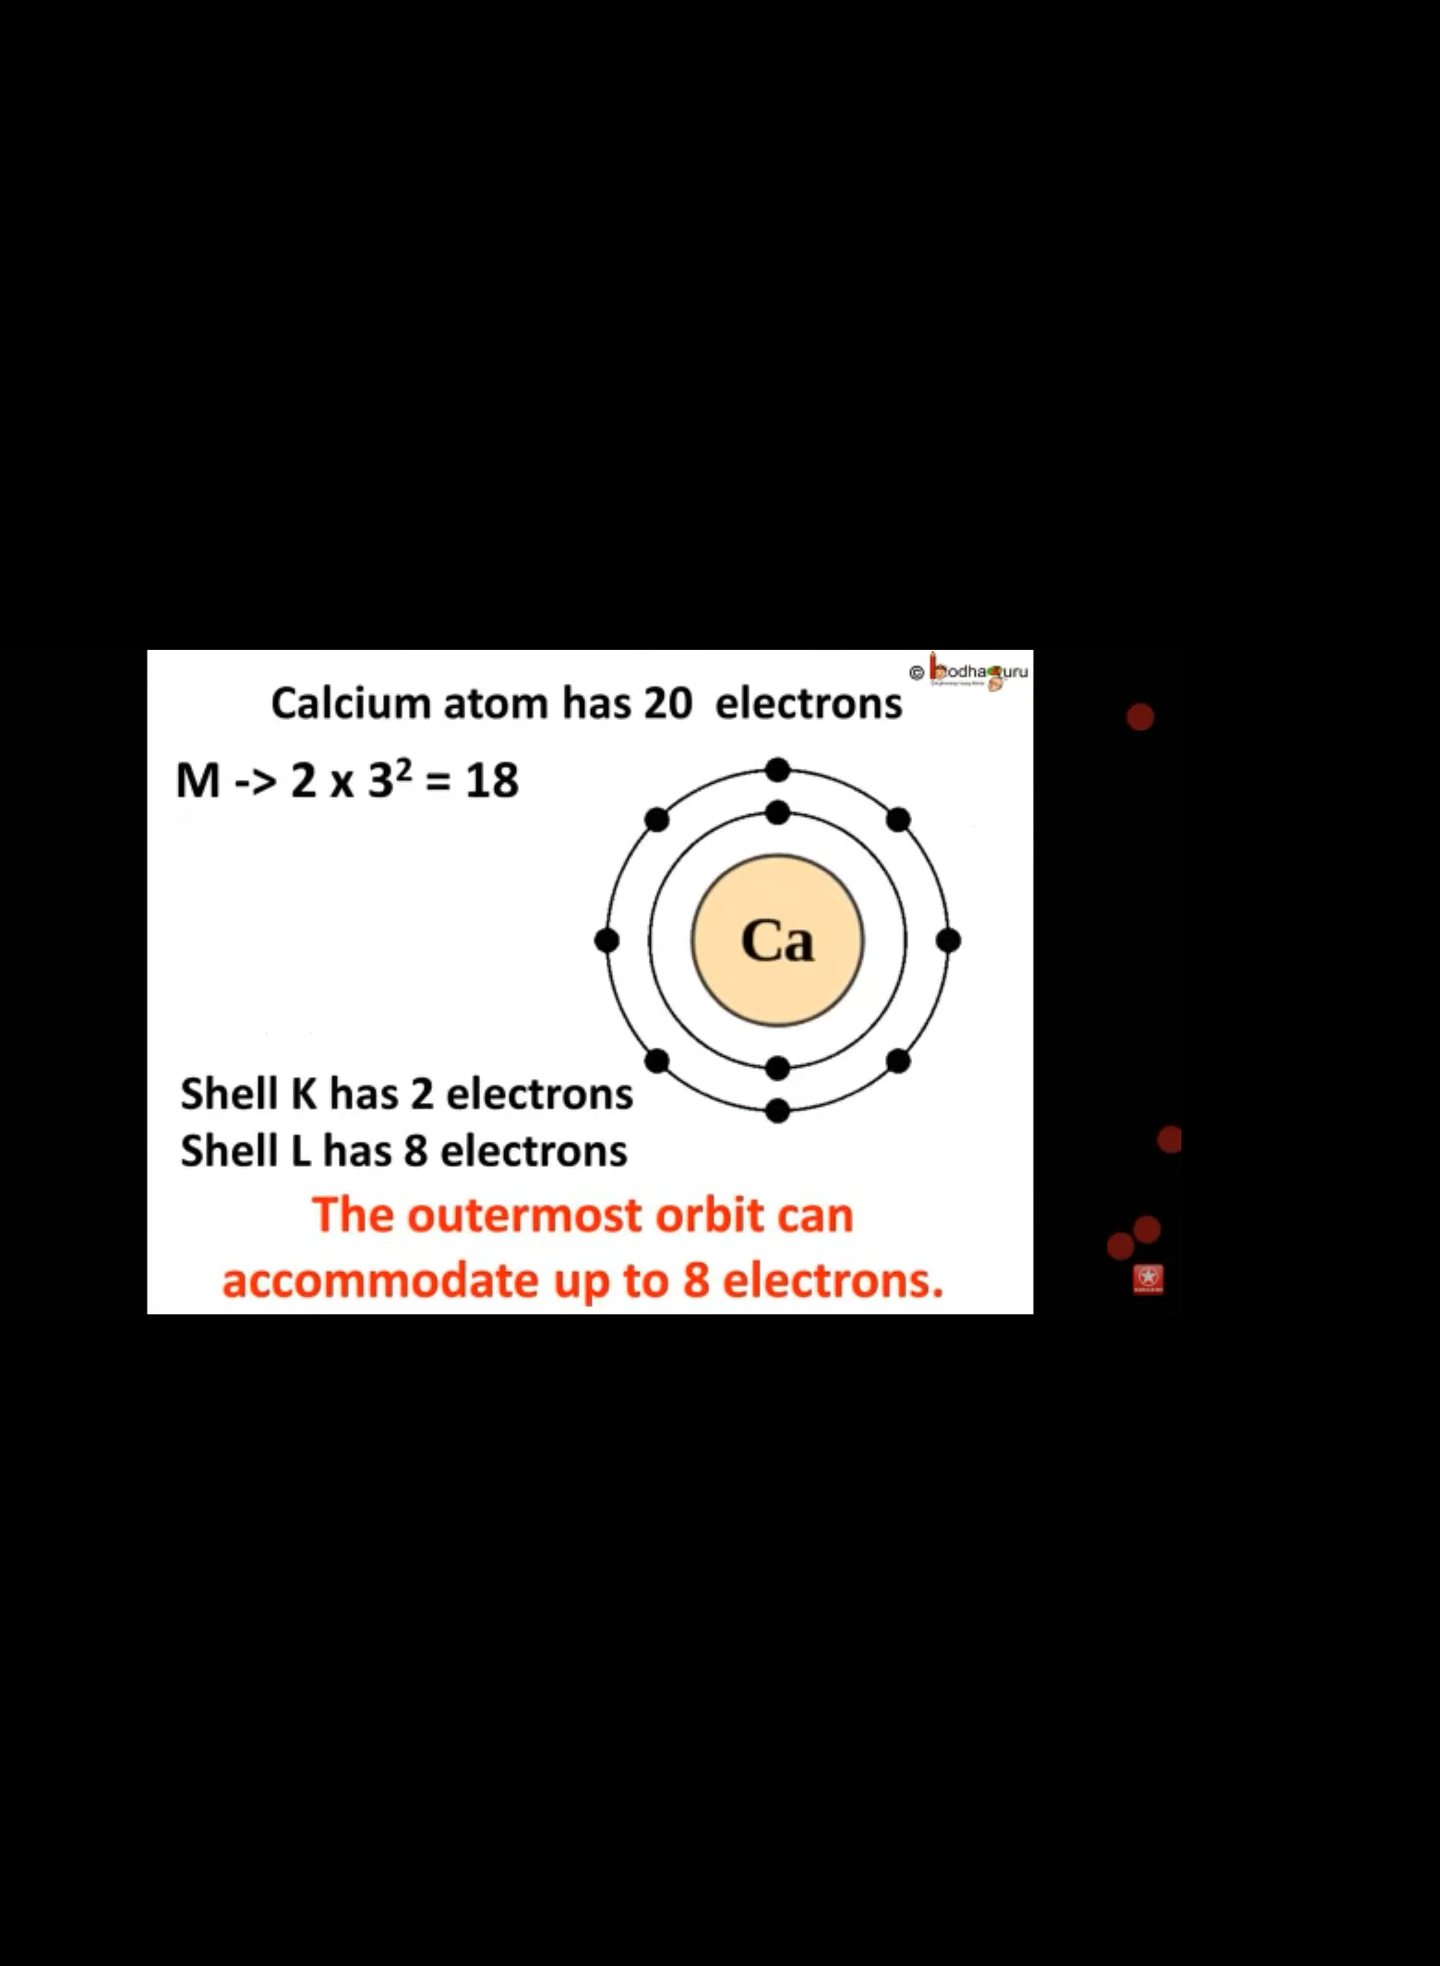 © bodhaguru
Calcium atom has 20 electrons
M -> 2 x 3² = 18
Ca
Shell K has 2 electrons
Shell L has 8 electrons
The outermost orbit can
accommodate up to 8 electrons.